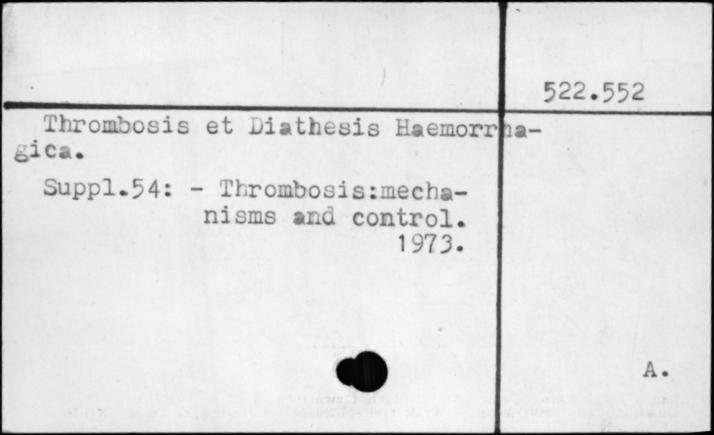 522.552
Thrombosis et Diathesis Haemorrha-
gica.
Suppl.54: - Thrombosis:mecha-
nisms and control.
1973.
A.